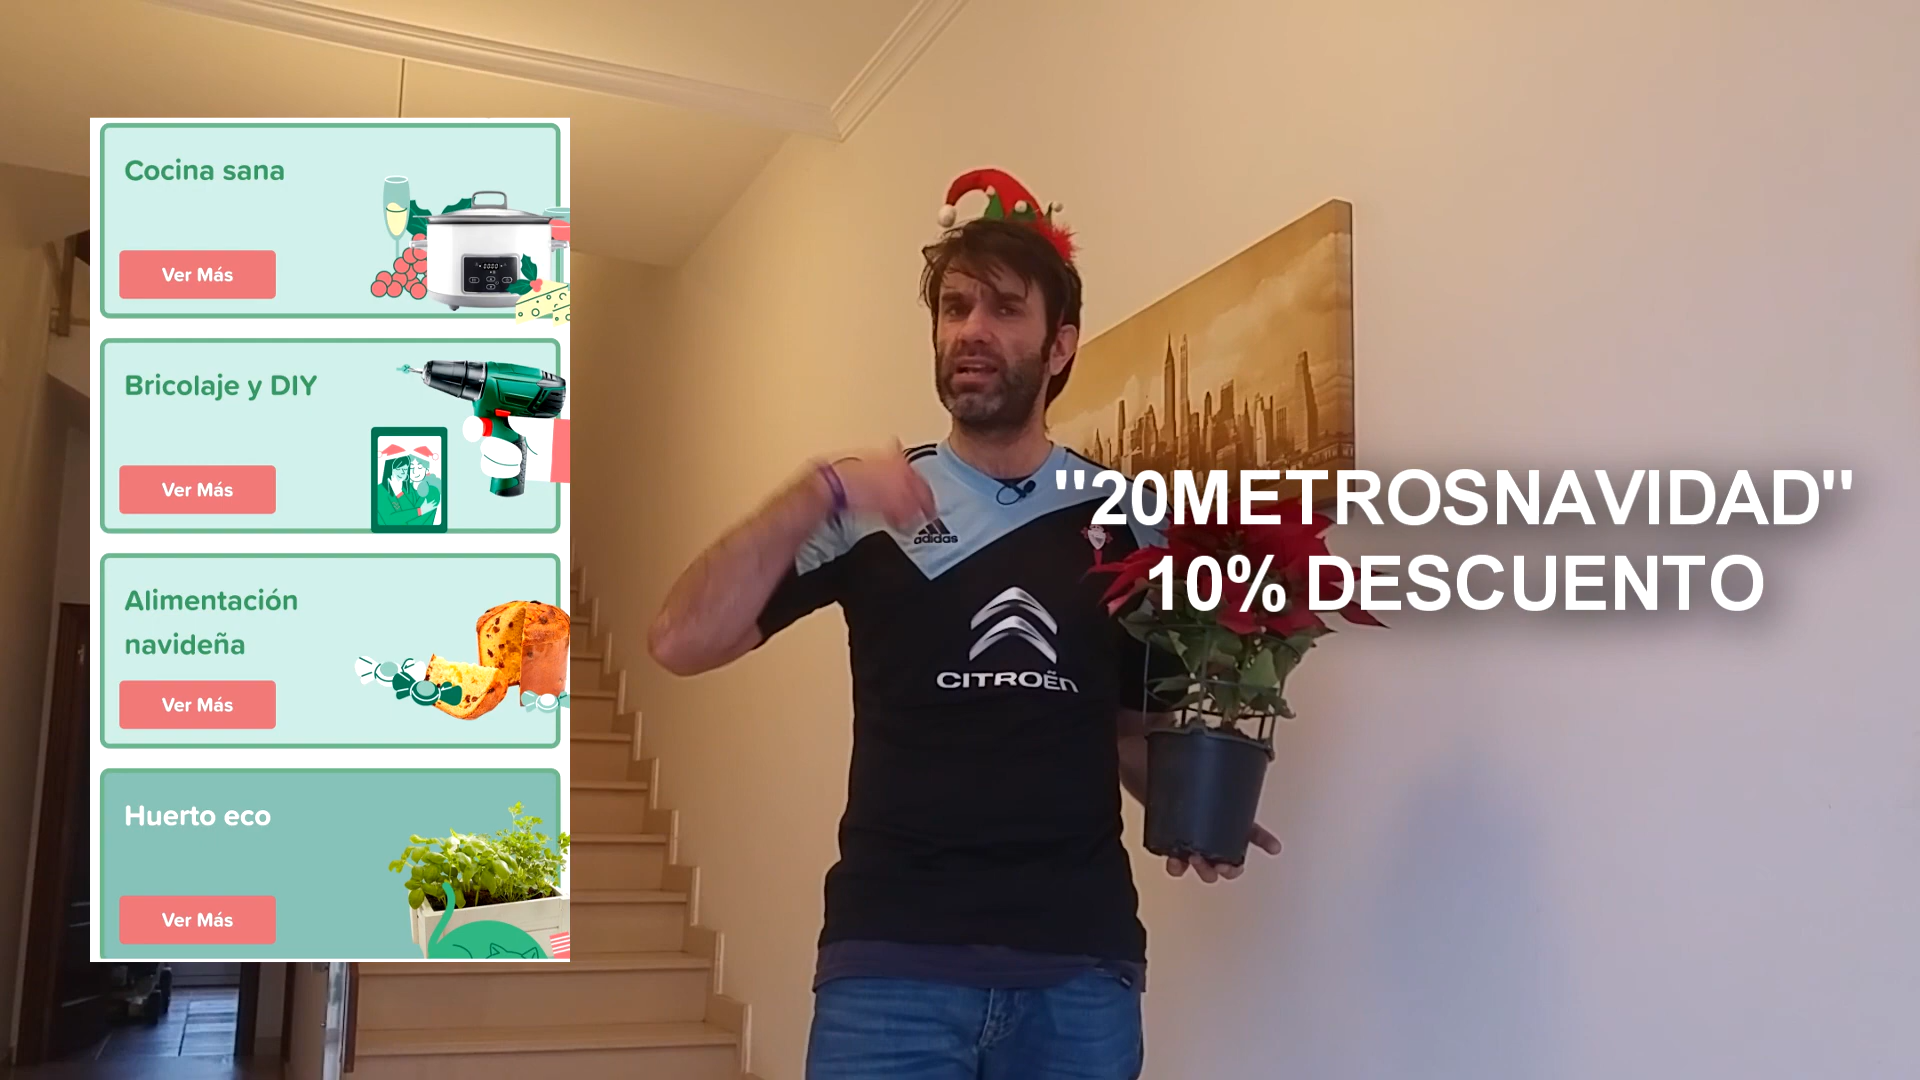 Cocina sana
Ver Más
Bricolaje y DIY
Ver Más
Alimentación
navideña
Ver Más
Huerto eco
Ver Más
adidas
CITROËN
"20METROSNAVIDAD"
10% DESCUENTO